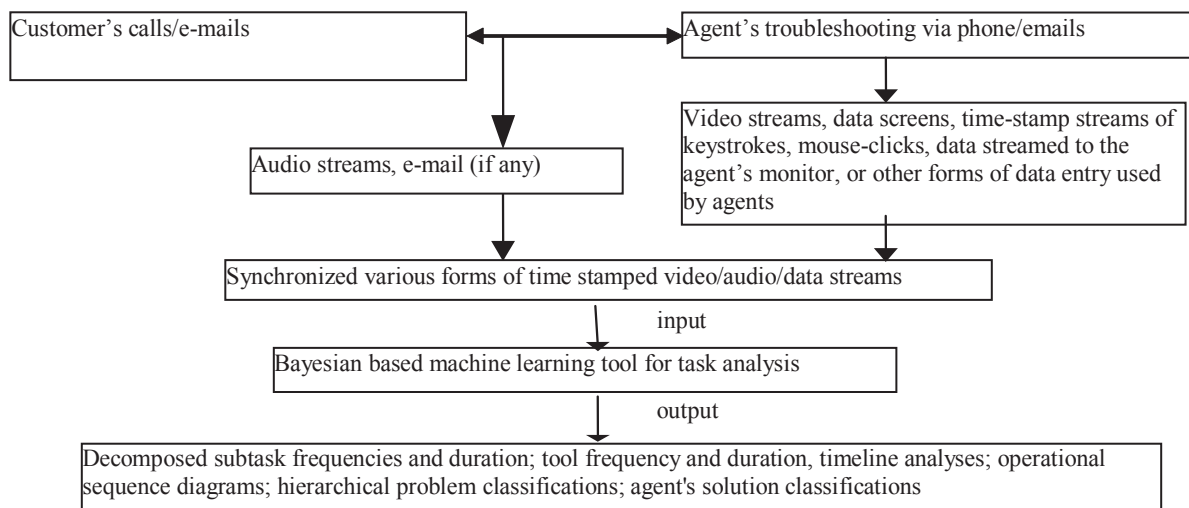 Customer’s calls/e-mails
Agent’s troubleshooting via phone/emails
Video streams, data screens, time-stamp streams of
keystrokes, mouse-clicks, data streamed to the
agent’s monitor, or other forms of data entry used
by agents
Audio streams, e-mail (if any)
Synchronized various forms of time stamped video/audio/data streams
input
Bayesian based machine learning tool for task analysis
output
Decomposed subtask frequencies and duration; tool frequency and duration, timeline analyses; operational
sequence diagrams; hierarchical problem classifications; agent's solution classifications